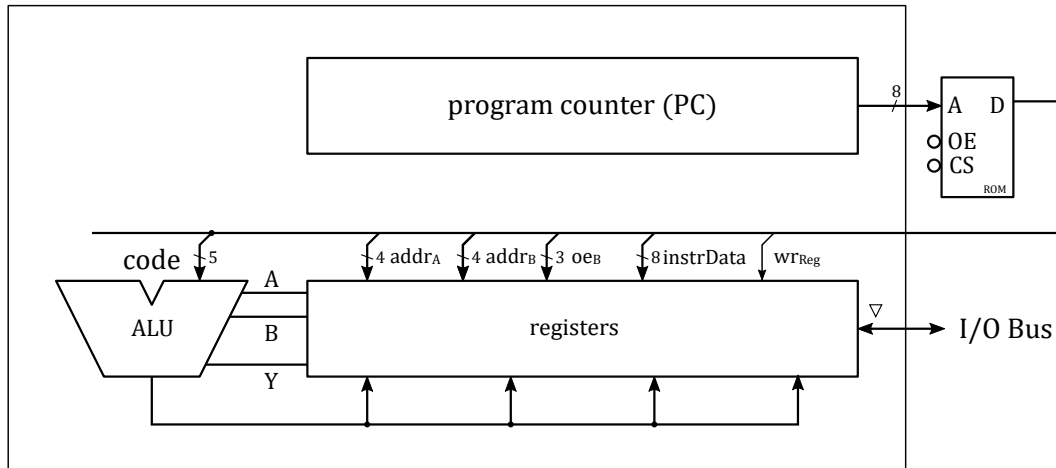 program counter (PC)
8
A D
OE
CS
ROM
code 5
4 addrA
4 addrB
3 oeB
8 instrData
wrReg
A
ALU
B
Y
registers
▽
I/O Bus